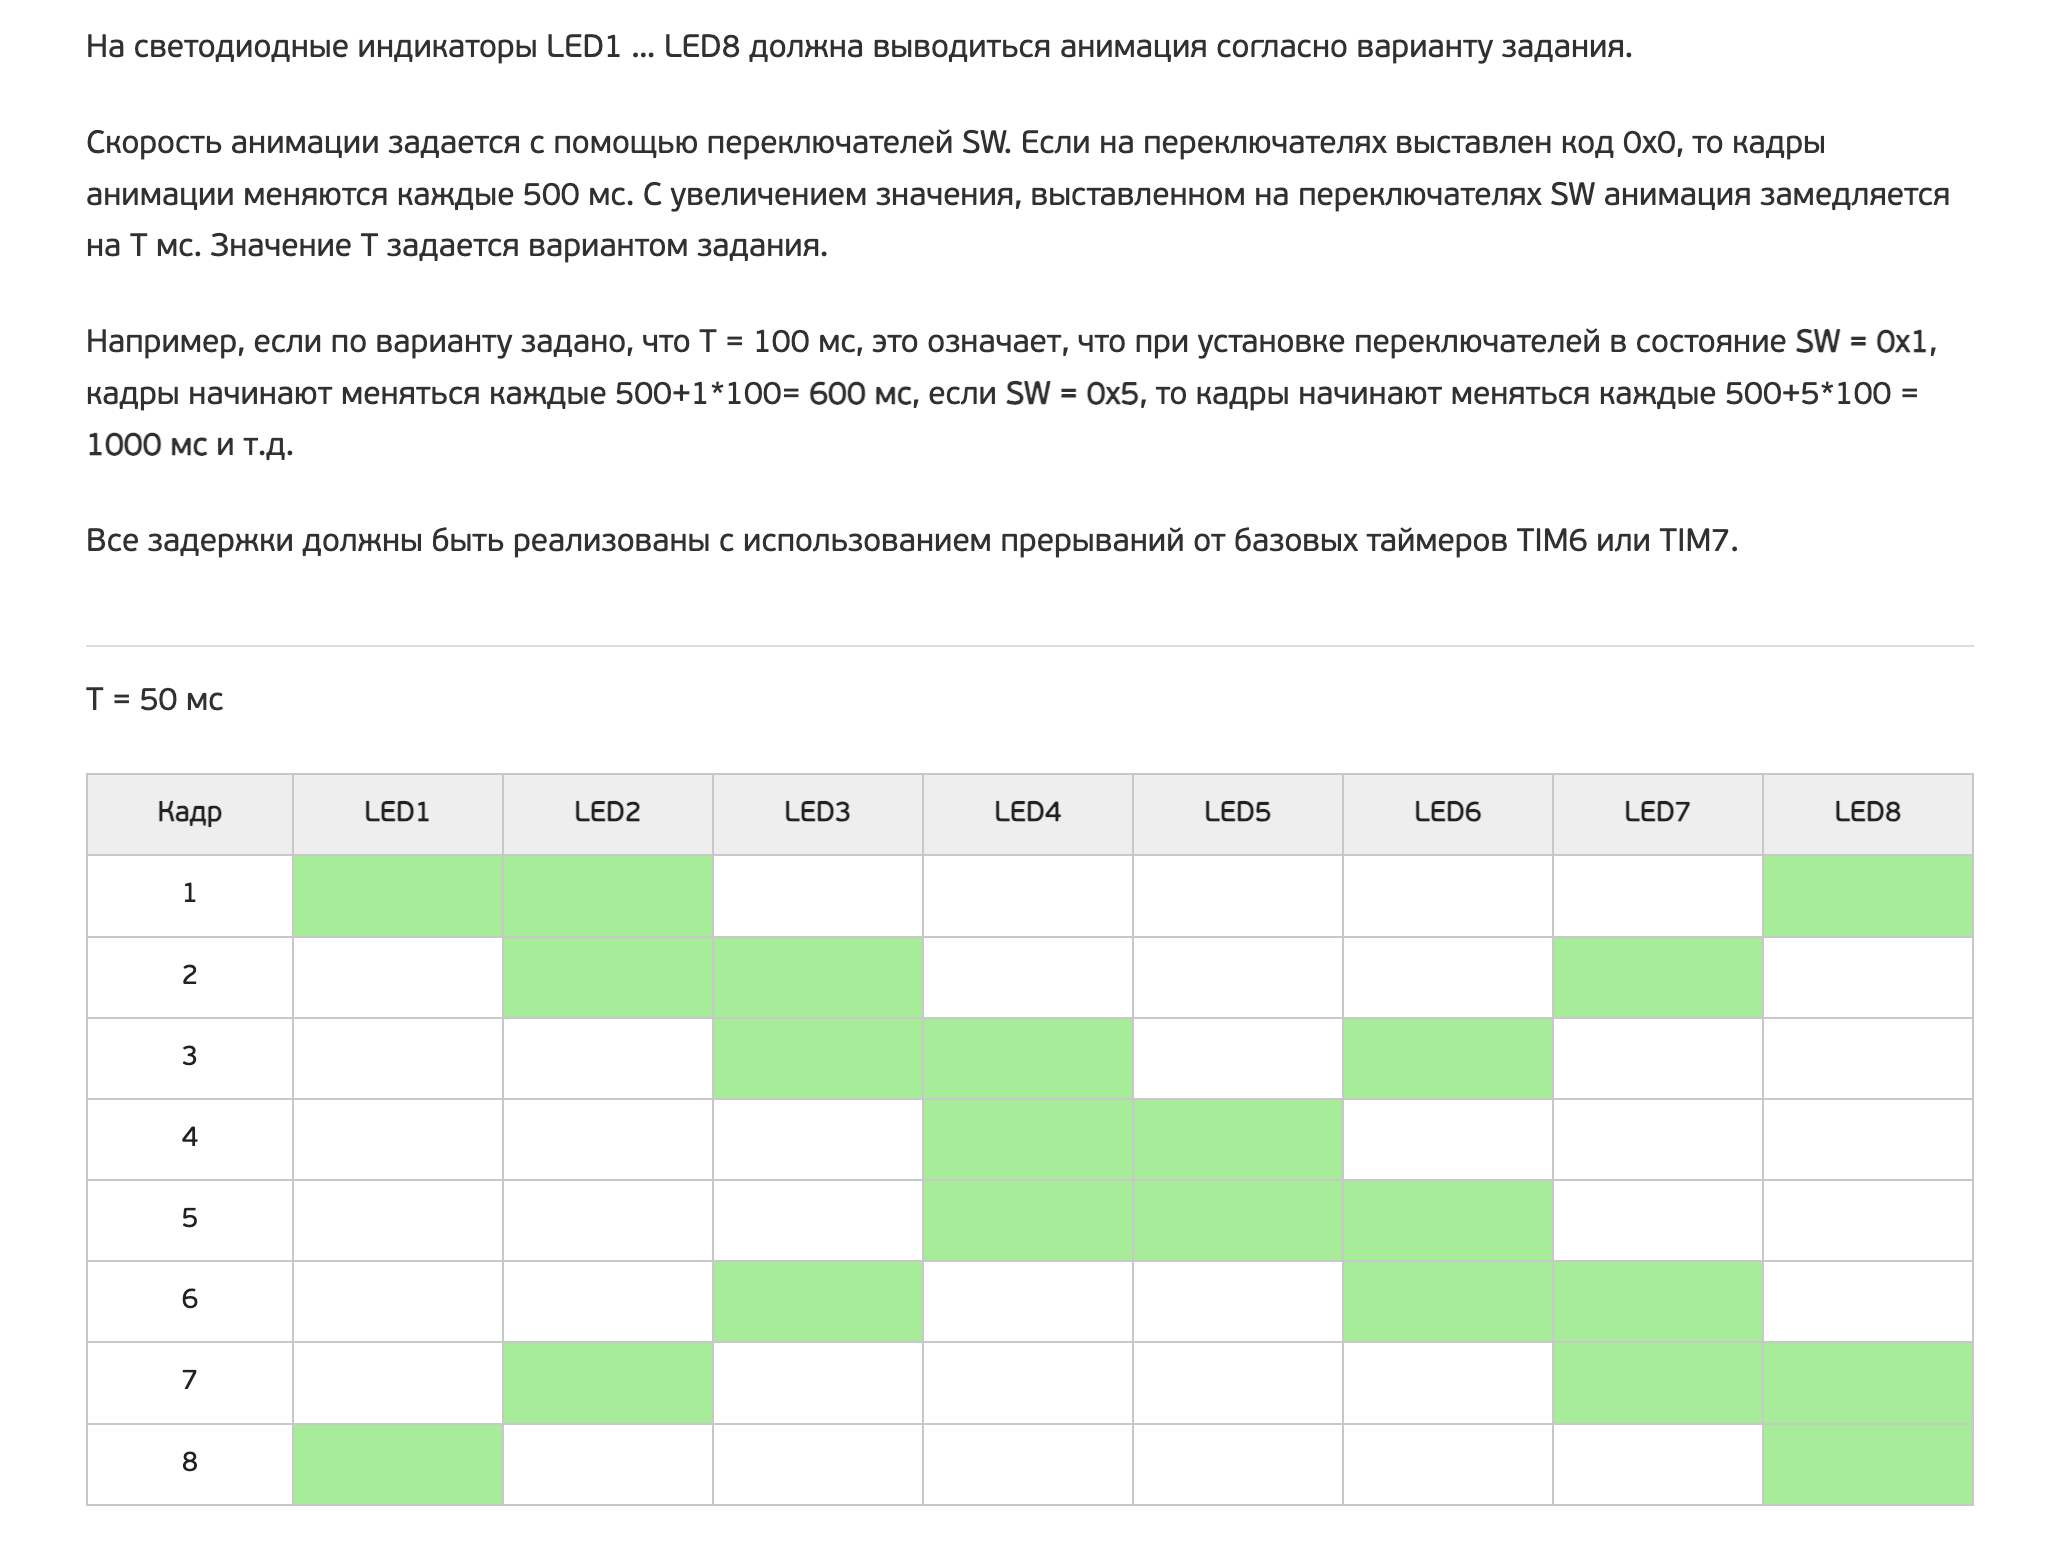 На светодиодные индикаторы LED1 ... LED8 должна выводиться анимация согласно варианту задания.
Скорость анимации задается с помощью переключателей SW. Если на переключателях выставлен код 0x0, то кадры
анимации меняются каждые 500 мс. С увеличением значения, выставленном на переключателях SW анимация замедляется
на T мс. Значение T задается вариантом задания.
Например, если по варианту задано, что T = 100 мс, это означает, что при установке переключателей в состояние SW = 0x1,
кадры начинают меняться каждые 500+1*100= 600 мс, если SW = 0x5, то кадры начинают меняться каждые 500+5*100 =
1000 мс и т.д.
Все задержки должны быть реализованы с использованием прерываний от базовых таймеров TIM6 или TIM7.
T = 50 мс
Кадр LED1 LED2 LED3 LED4 LED5 LED6 LED7 LED8
1
2
3
4
5
6
7
8